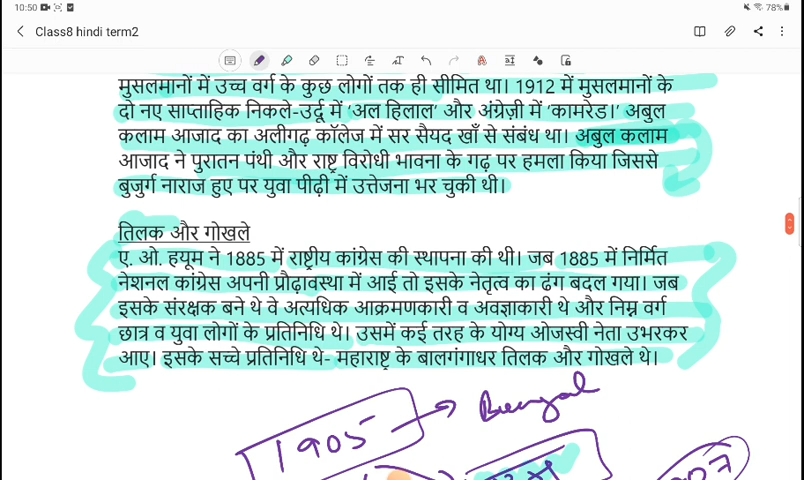 10:50
78%
Class8 hindi term2
मुसलमानों में उच्च वर्ग के कुछ लोगों तक ही सीमित था। 1912 में मुसलमानों के
दो नए साप्ताहिक निकले-उर्दू में 'अल हिलाल' और अंग्रेज़ी में 'कामरेड।' अबुल
कलाम आजाद का अलीगढ़ कॉलेज में सर सैयद खाँ से संबंध था। अबुल कलाम
आजाद ने पुरातन पंथी और राष्ट्र विरोधी भावना के गढ़ पर हमला किया जिससे
बुजुर्ग नाराज हुए पर युवा पीढ़ी में उत्तेजना भर चुकी थी।
तिलक और गोखले
ए. ओ. हयूम ने 1885 में राष्ट्रीय कांग्रेस की स्थापना की थी। जब 1885 में निर्मित
नेशनल कांग्रेस अपनी प्रौढ़ावस्था में आई तो इसके नेतृत्व का ढंग बदल गया। जब
इसके संरक्षक बने थे वे अत्यधिक आक्रमणकारी व अवज्ञाकारी थे और निम्न वर्ग
छात्र व युवा लोगों के प्रतिनिधि थे। उसमें कई तरह के योग्य ओजस्वी नेता उभरकर
आए। इसके सच्चे प्रतिनिधि थे- महाराष्ट्र के बालगंगाधर तिलक और गोखले थे।
1905 → Bengal